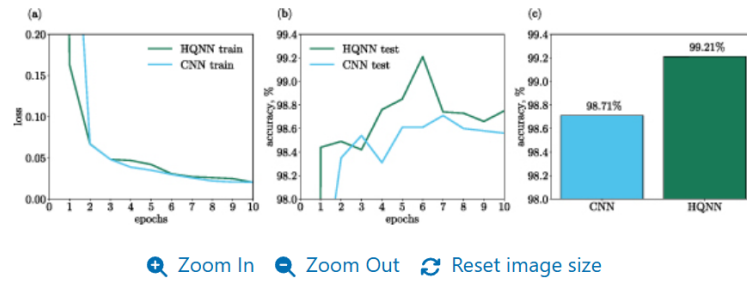 (a)
loss
0.20
0.15
0.10
0.05
0.00
HQNN train
CNN train
0 1 2 3 4 5 6 7 8 9 10
epochs
(b)
accuracy, %
99.4
99.2
99.0
98.8
98.6
98.4
98.2
98.0
HQNN test
CNN test
0 1 2 3 4 5 6 7 8 9 10
epochs
(c)
accuracy, %
99.4
99.2
99.0
98.8
98.6
98.4
98.2
98.0
98.71%
99.21%
CNN HQNN
Zoom In Zoom Out Reset image size